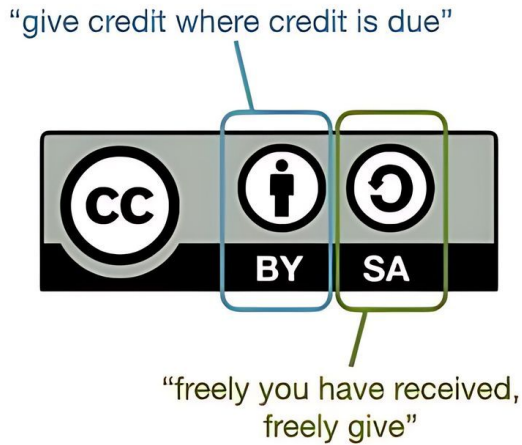 “give credit where credit is due”
CC
BY SA
“freely you have received,
freely give”